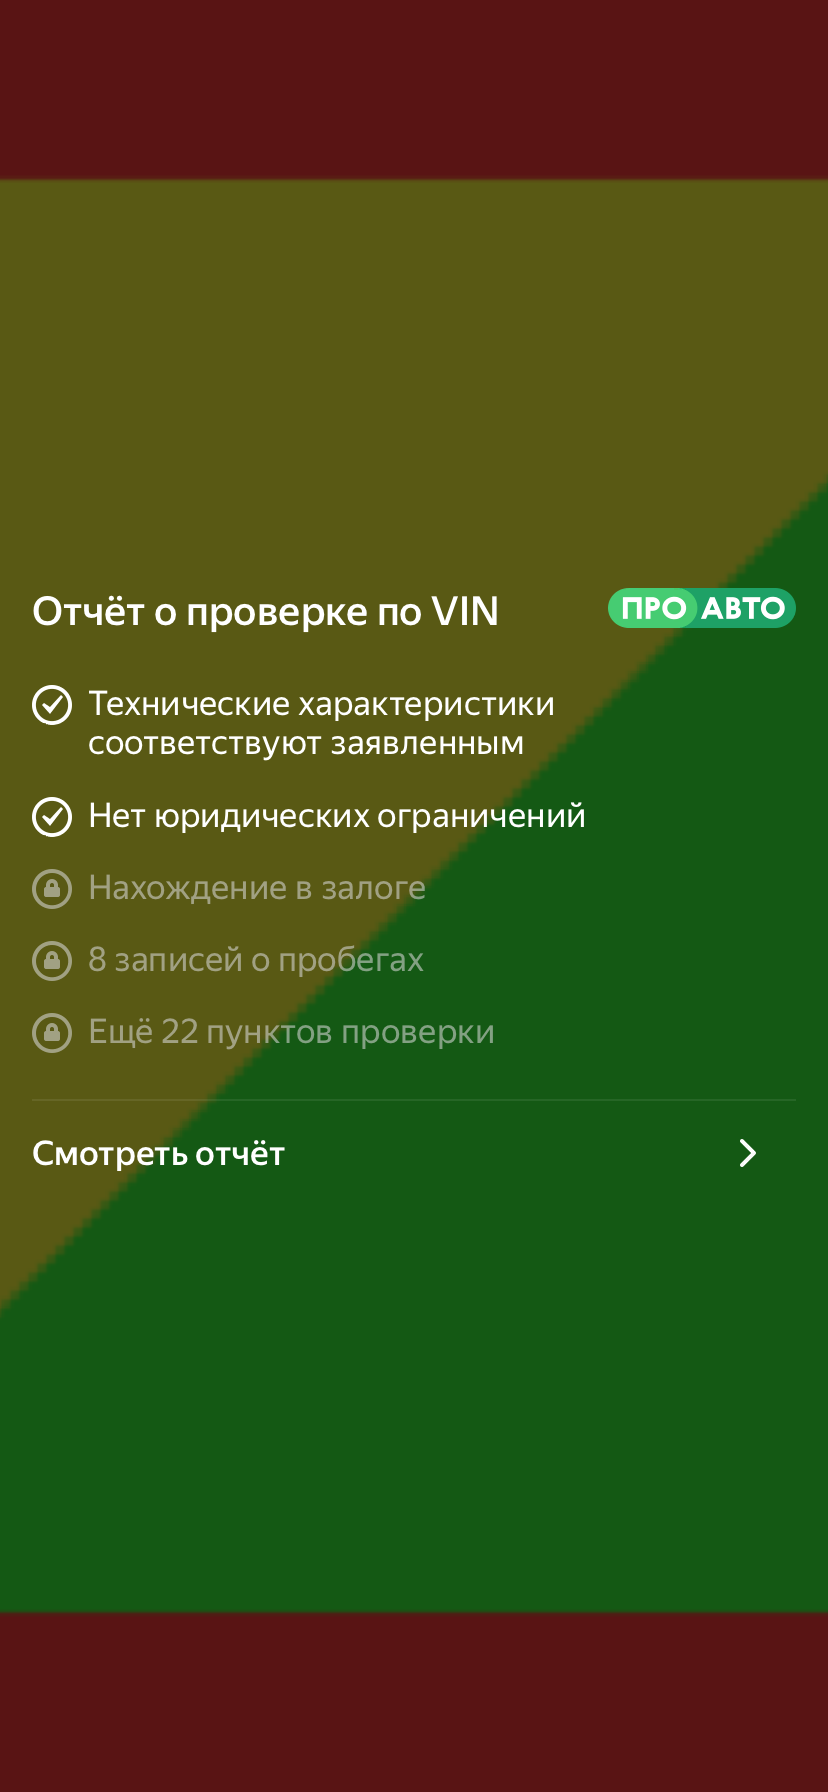 Отчёт о проверке по VIN ПРО АВТО
Технические характеристики
соответствуют заявленным
Нет юридических ограничений
Нахождение в залоге
8 записей о пробегах
Ещё 22 пунктов проверки
Смотреть отчёт